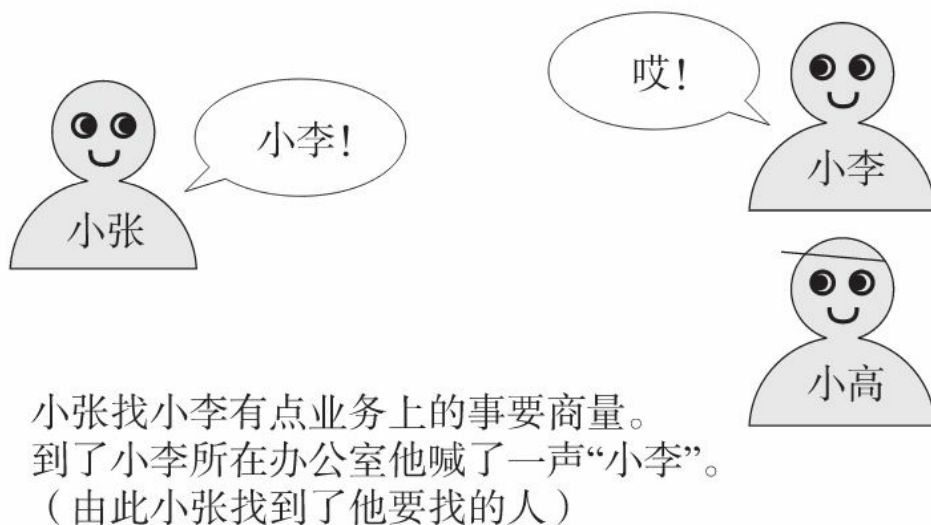 哎！
小李！
小李
小张
小高
小张找小李有点业务上的事要商量。
到了小李所在办公室他喊了一声“小李”。
（由此小张找到了他要找的人）